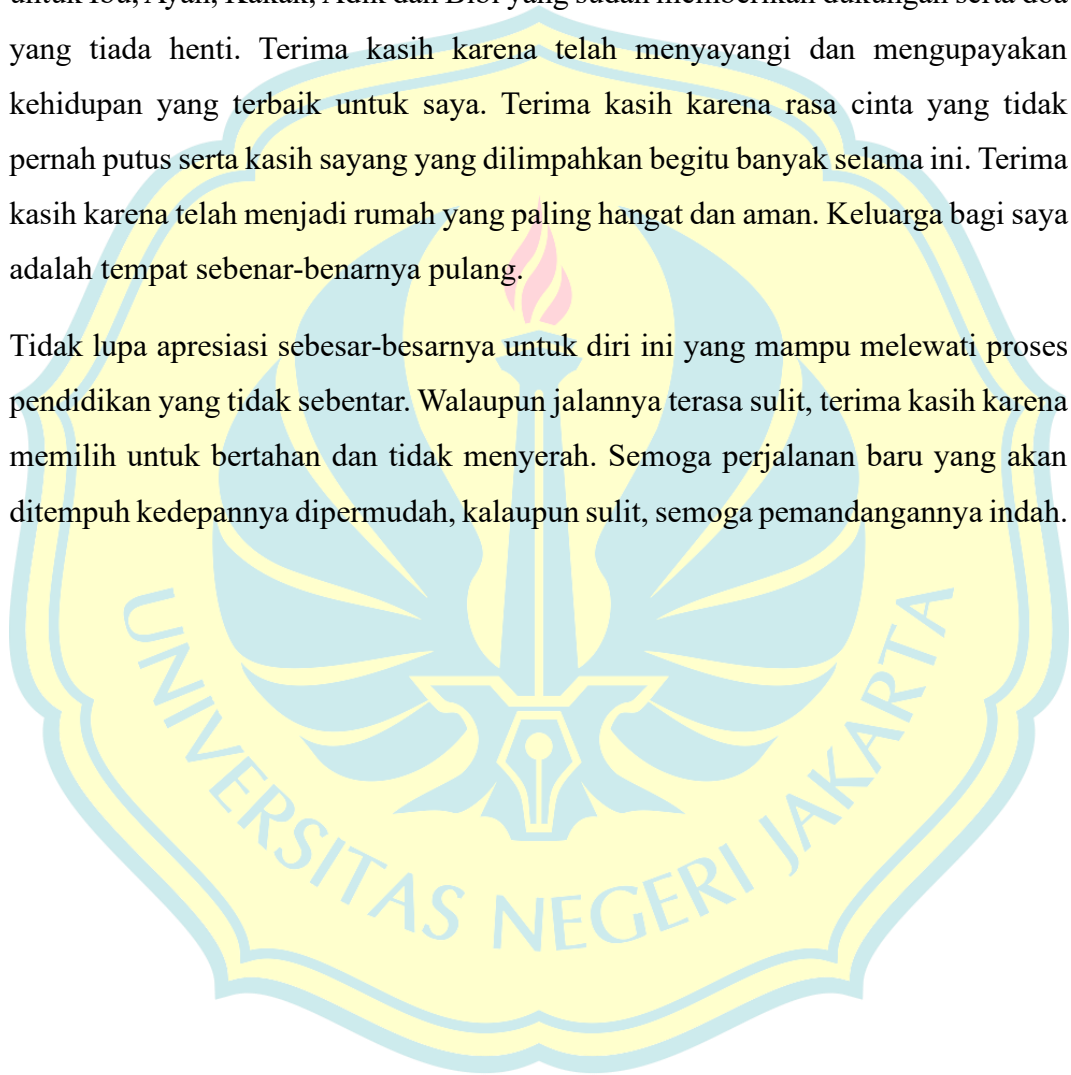 untuk Ibu, Ayah, Kakak, Adik dan Bibi yang sudah memberikan dukungan serta doa
yang tiada henti. Terima kasih karena telah menyayangi dan mengupayakan
kehidupan yang terbaik untuk saya. Terima kasih karena rasa cinta yang tidak
pernah putus serta kasih sayang yang dilimpahkan begitu banyak selama ini. Terima
kasih karena telah menjadi rumah yang paling hangat dan aman. Keluarga bagi saya
adalah tempat sebenar-benarnya pulang.
Tidak lupa apresiasi sebesar-besarnya untuk diri ini yang mampu melewati proses
pendidikan yang tidak sebentar. Walaupun jalannya terasa sulit, terima kasih karena
memilih untuk bertahan dan tidak menyerah. Semoga perjalanan baru yang akan
ditempuh kedepannya dipermudah, kalaupun sulit, semoga pemandangannya indah.
UNIVERSITAS NEGERI JAKARTA